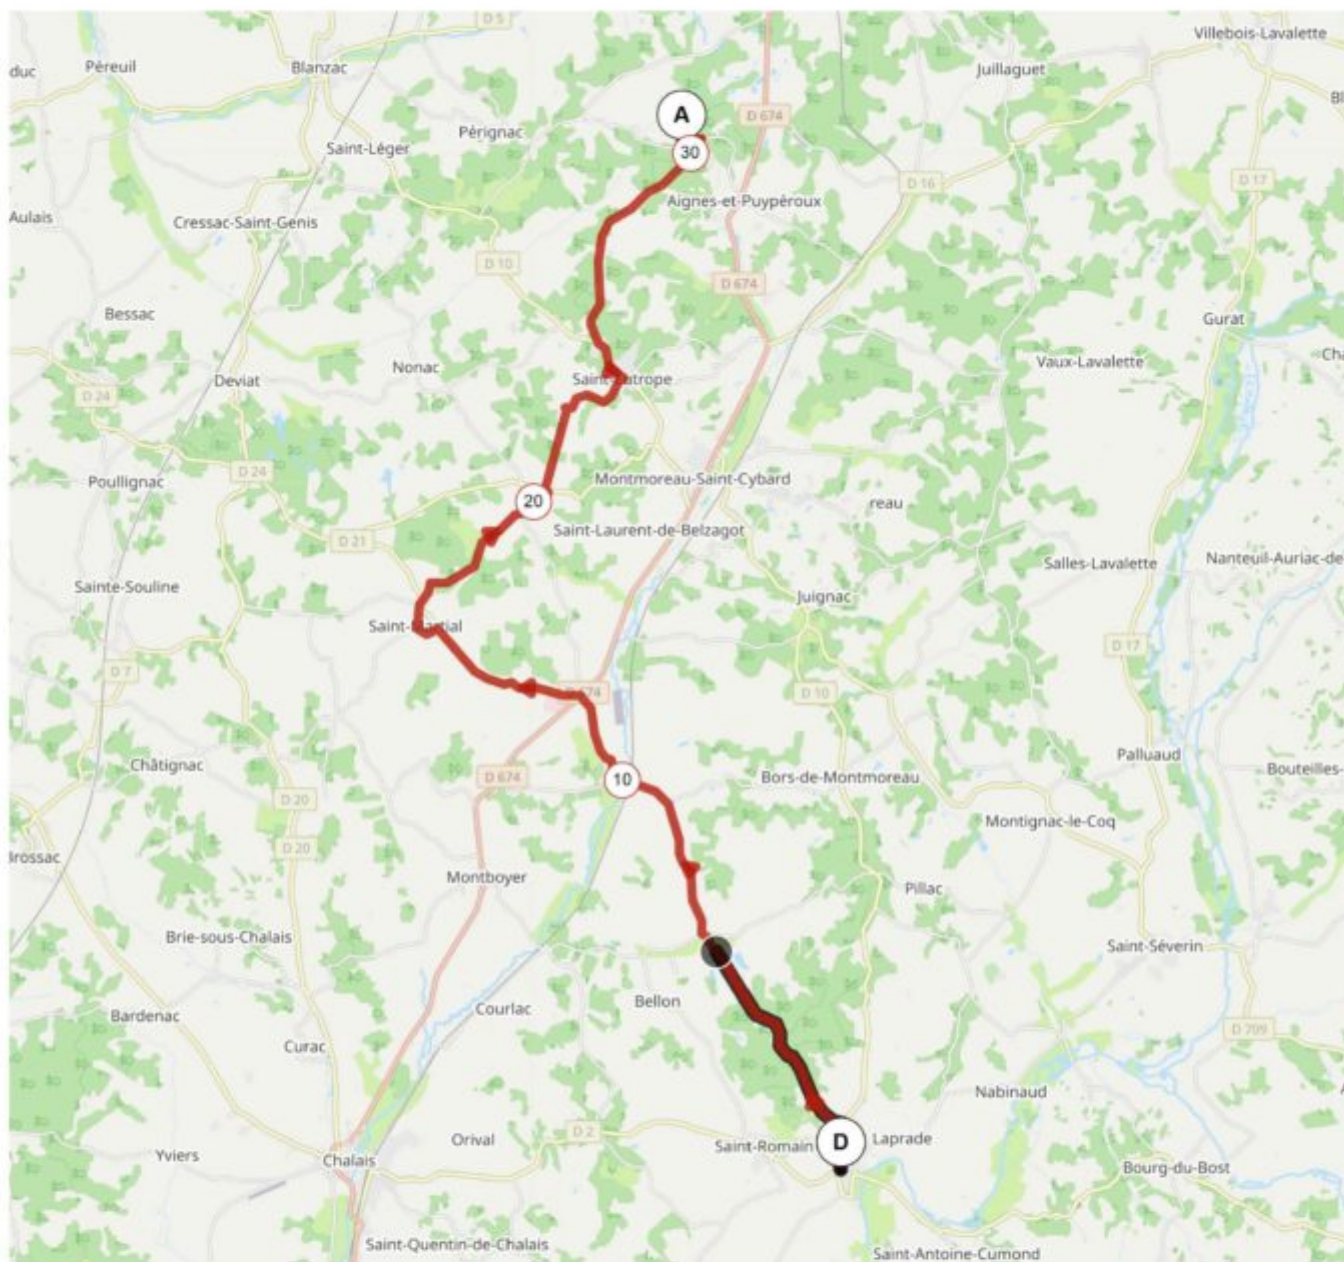 D 5
Villebois-Lavalette
duc
Péreuil
Blanzac
Juillaguet
Bl
A
D 674
Pérignac
Saint-Léger
30
D 16
D 17
Aignes-et-Puypéroux
Aulais
Cressac-Saint-Genis
D 10
D 674
Bessac
Gurat
Nonac
Vaux-Lavalette
Cha
Deviat
Saint-Eutrope
D 24
D 24
Poullignac
Montmoreau-Saint-Cybard
20
reau
Saint-Laurent-de-Belzagot
D 21
Salles-Lavalette
Nanteuil-Auriac-de
Sainte-Souline
Juignac
Saint-Martial
D 17
D 7
D 674
D 10
Palluaud
Châtignac
D 674
10
Bors-de-Montmoreau
Bouteilles-
D 20
Montignac-le-Coq
D 20
Brossac
Montboyer
Pillac
Brie-sous-Chalais
Saint-Séverin
Bellon
Courlac
Bardenac
D 709
Curac
Nabinaud
D 2
Orival
Saint-Romain
D
Laprade
Yviers
Chalais
Bourg-du-Bost
Saint-Quentin-de-Chalais
Saint-Antoine-Cumond